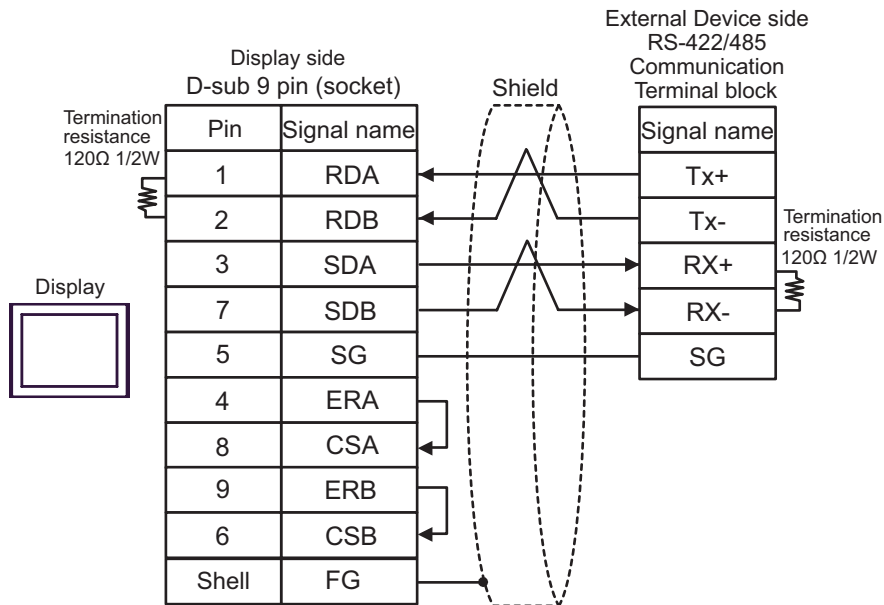 External Device side
RS-422/485
Communication
Terminal block
Display side
D-sub 9 pin (socket)
Shield
Termination
resistance
120Ω 1/2W
Pin Signal name
1 RDA
2 RDB
3 SDA
7 SDB
5 SG
4 ERA
8 CSA
9 ERB
6 CSB
Shell FG
Signal name
Tx+
Tx-
RX+
RX-
SG
Termination
resistance
120Ω 1/2W
Display